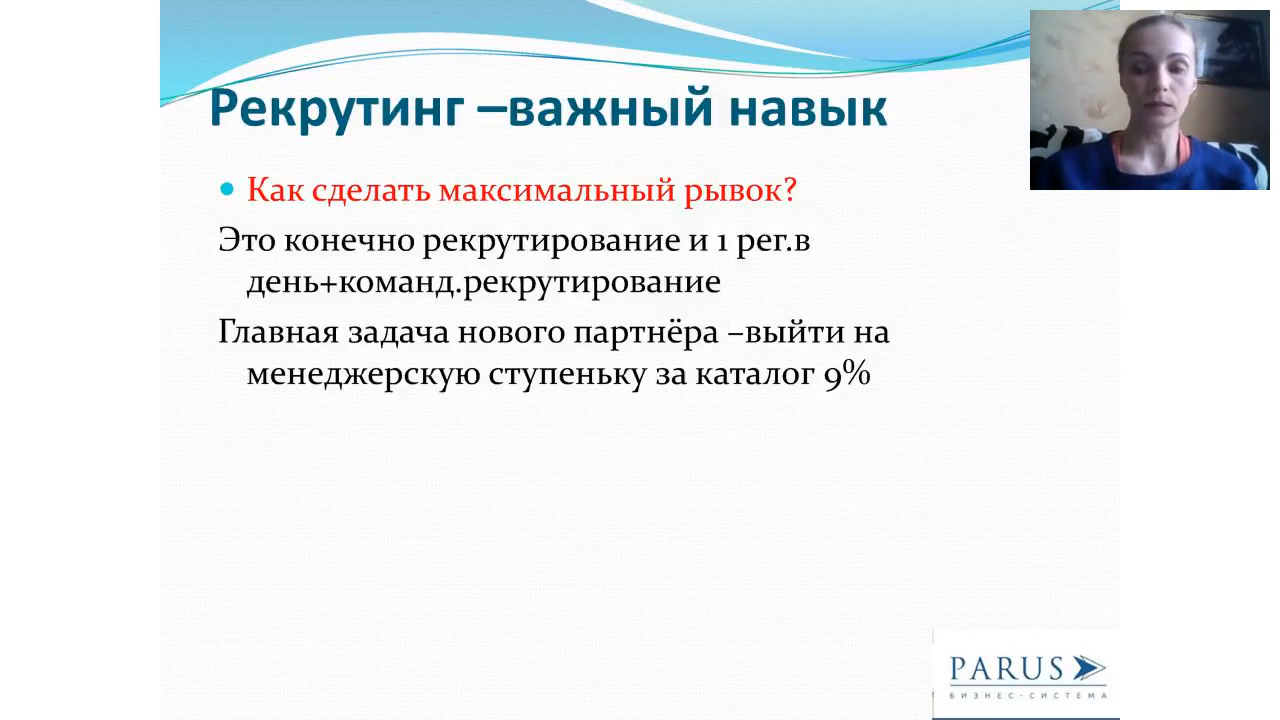 Рекрутинг –важный навык
Как сделать максимальный рывок?
Это конечно рекрутирование и 1 рег.в
день+команд.рекрутирование
Главная задача нового партнёра –выйти на
менеджерскую ступеньку за каталог 9%
PARUS
БИЗНЕС-СИСТЕМА